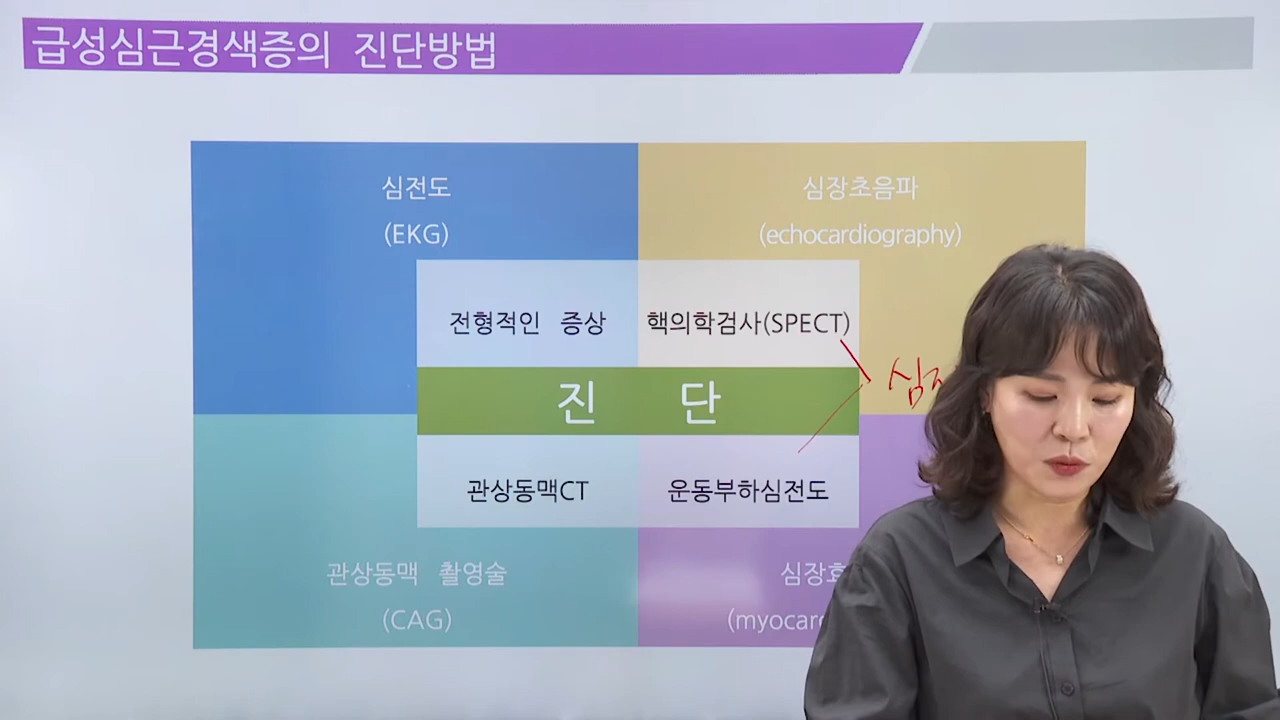 급성심근경색증의 진단방법
심전도
(EKG)
심장초음파
(echocardiography)
전형적인 증상
핵의학검사(SPECT)
진 단
관상동맥CT
운동부하심전도
관상동맥 촬영술
(CAG)